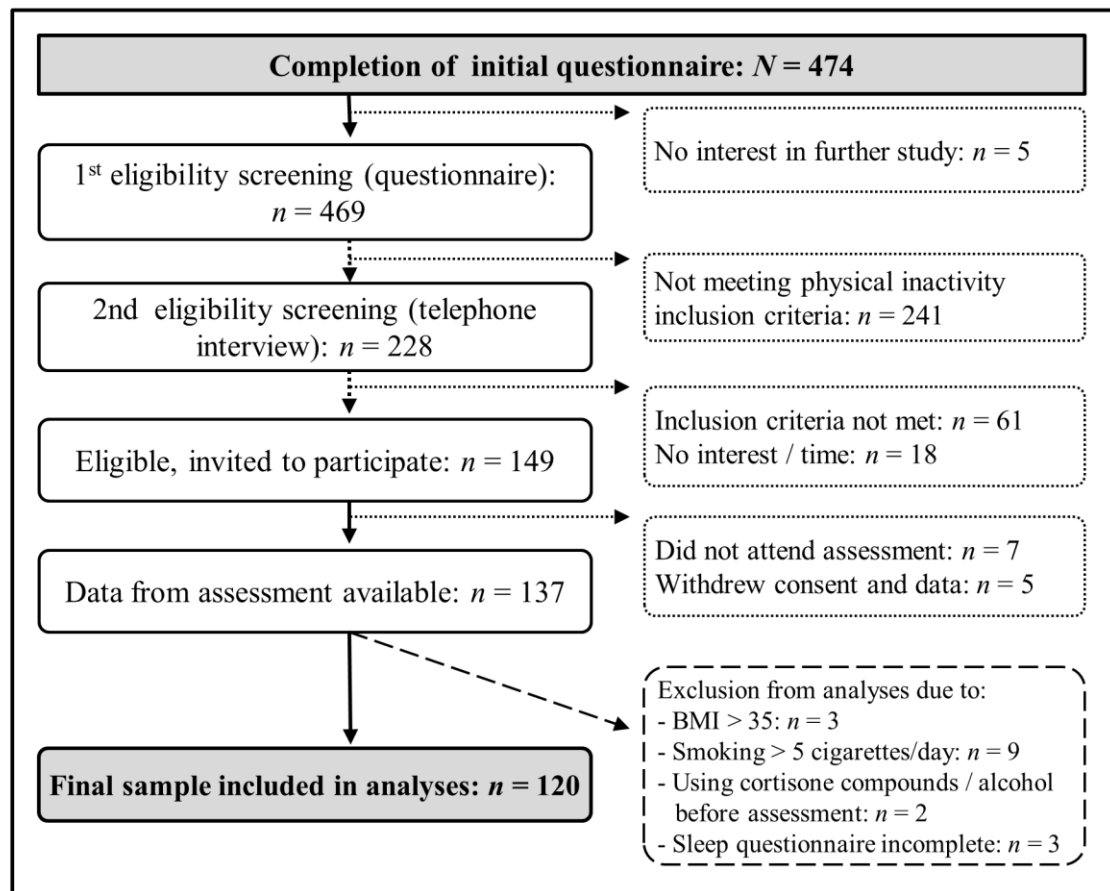 Completion of initial questionnaire: N = 474
No interest in further study: n = 5
1st eligibility screening (questionnaire):
n = 469
Not meeting physical inactivity
inclusion criteria: n = 241
2nd eligibility screening (telephone
interview): n = 228
Inclusion criteria not met: n = 61
No interest / time: n = 18
Eligible, invited to participate: n = 149
Did not attend assessment: n = 7
Withdrew consent and data: n = 5
Data from assessment available: n = 137
Exclusion from analyses due to:
- BMI > 35: n = 3
- Smoking > 5 cigarettes/day: n = 9
- Using cortisone compounds / alcohol
before assessment: n = 2
- Sleep questionnaire incomplete: n = 3
Final sample included in analyses: n = 120